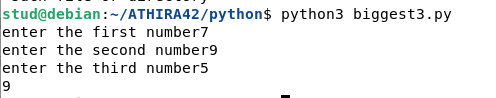 stud@debian:~/ATHIRA42/python$ python3 biggest3.py
enter the first number7
enter the second number9
enter the third number5
9